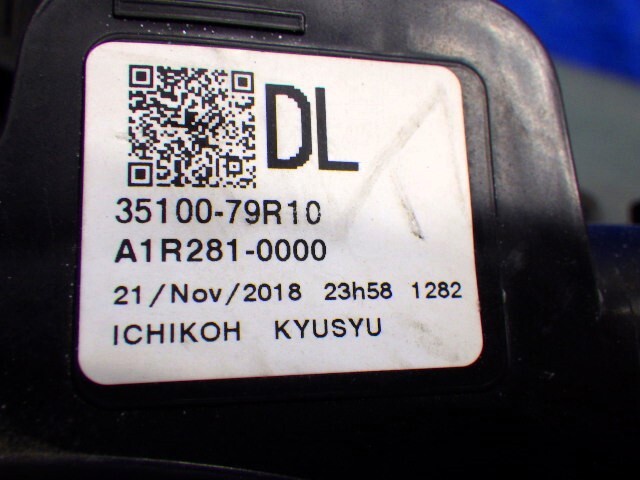 DL
35100-79R10
A1R281-0000
21/Nov/2018 23h58 1282
ICHIKOH KYUSYU